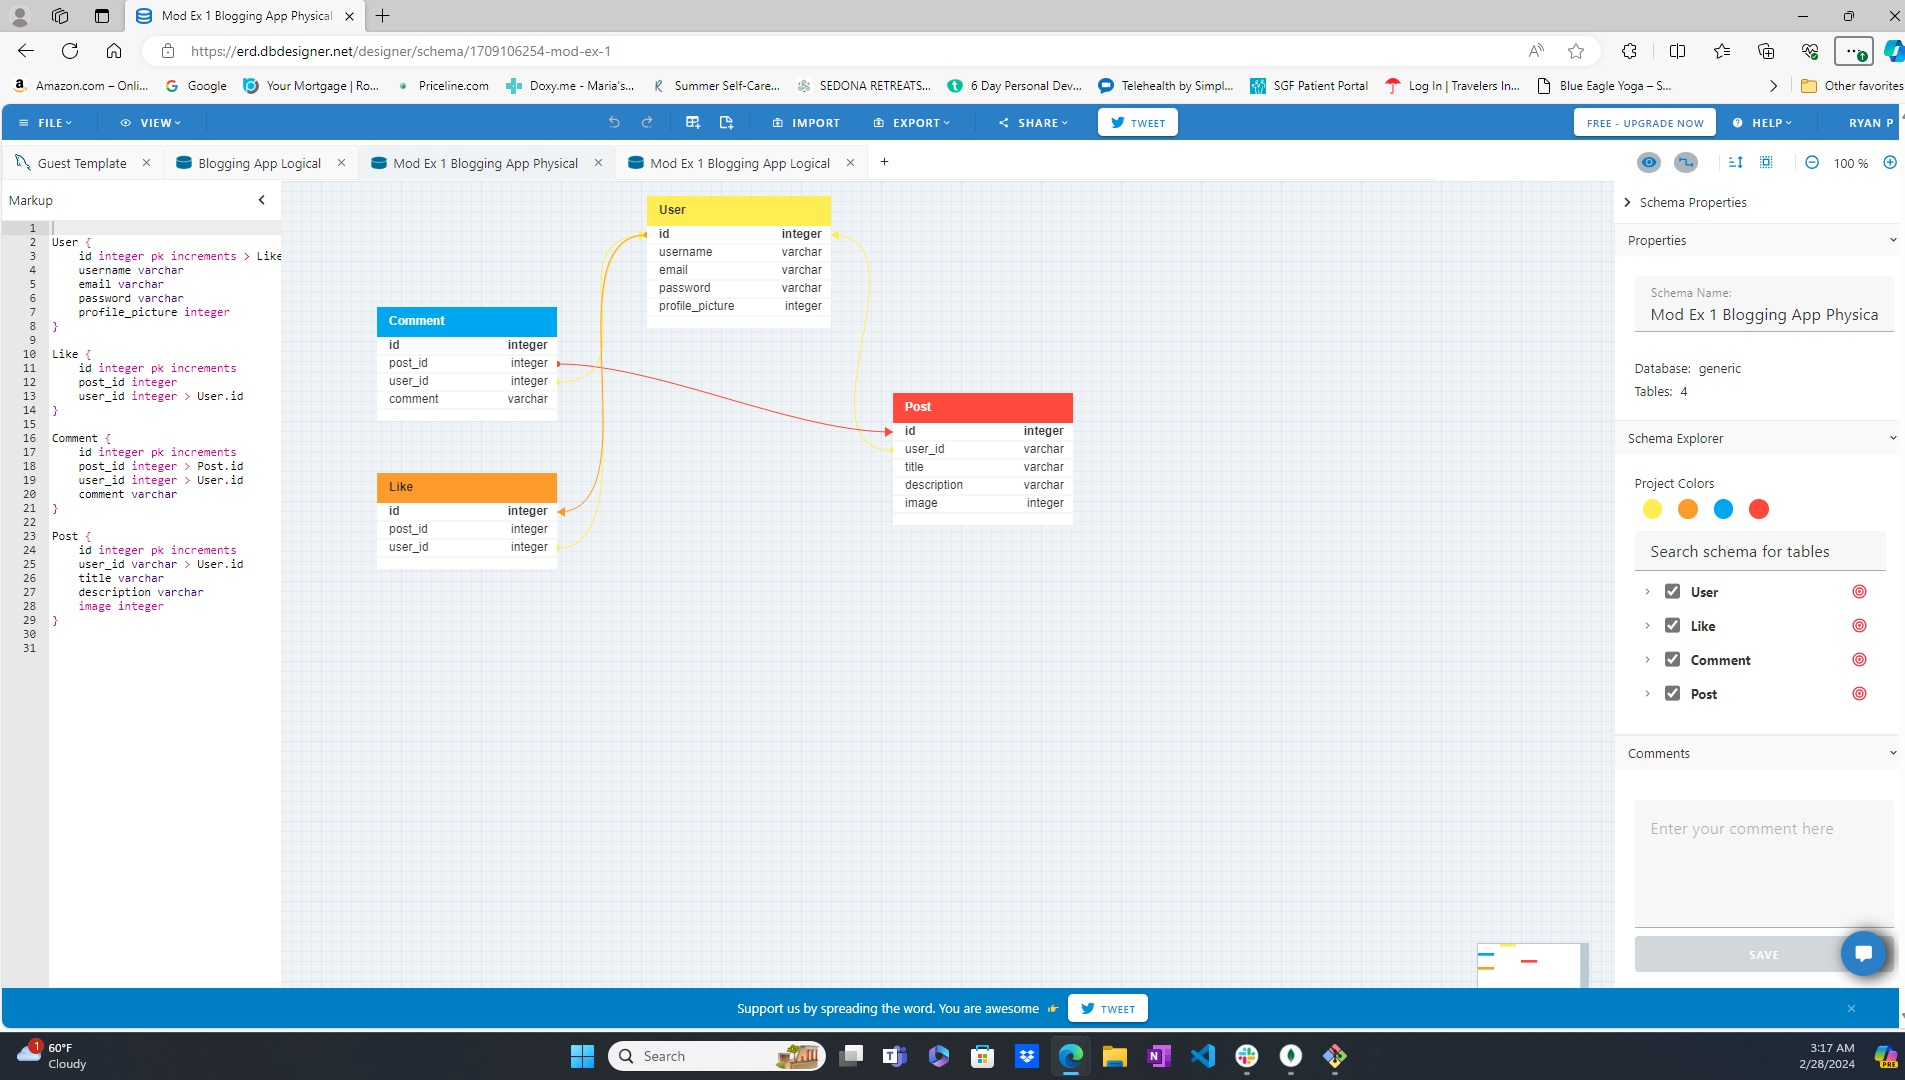 Mod Ex 1 Blogging App Physical
https://erd.dbdesigner.net/designer/schema/1709106254-mod-ex-1
Amazon.com – Onli...
Google
Your Mortgage | Ro...
Priceline.com
Doxy.me - Maria's...
Summer Self-Care...
SEDONA RETREATS...
6 Day Personal Dev...
Telehealth by Simpl...
SGF Patient Portal
Log In | Travelers In...
Blue Eagle Yoga – S...
Other favorites
FILE
VIEW
IMPORT
EXPORT
SHARE
TWEET
FREE - UPGRADE NOW
HELP
RYAN P
Guest Template
Blogging App Logical
Mod Ex 1 Blogging App Physical
Mod Ex 1 Blogging App Logical
100 %
Markup
1
2 User {
3 id integer pk increments > Like
4 username varchar
5 email varchar
6 password varchar
7 profile_picture integer
8 }
9
10 Like {
11 id integer pk increments
12 post_id integer
13 user_id integer > User.id
14 }
15
16 Comment {
17 id integer pk increments
18 post_id integer > Post.id
19 user_id integer > User.id
20 comment varchar
21 }
22
23 Post {
24 id integer pk increments
25 user_id varchar > User.id
26 title varchar
27 description varchar
28 image integer
29 }
30
31
User
id integer
username varchar
email varchar
password varchar
profile_picture integer
Comment
id integer
post_id integer
user_id integer
comment varchar
Like
id integer
post_id integer
user_id integer
Post
id integer
user_id varchar
title varchar
description varchar
image integer
Schema Properties
Properties
Schema Name:
Mod Ex 1 Blogging App Physica
Database: generic
Tables: 4
Schema Explorer
Project Colors
Search schema for tables
User
Like
Comment
Post
Comments
Enter your comment here
SAVE
Support us by spreading the word. You are awesome
TWEET
1
60°F
Cloudy
Search
3:17 AM
2/28/2024
PRE